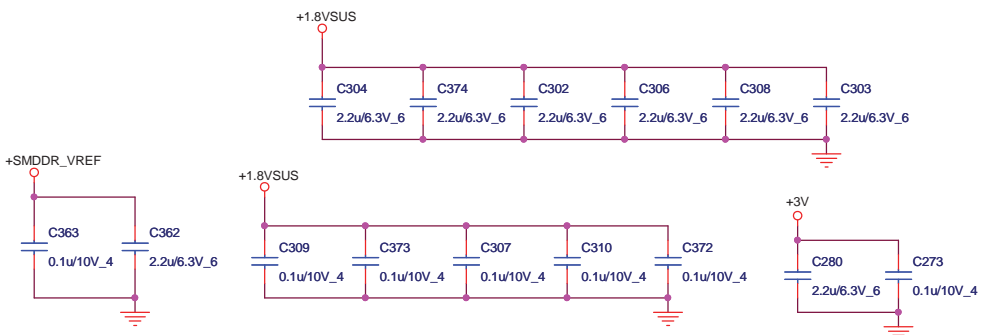 +1.8VSUS
C304 C374 C302 C306 C308 C303
2.2u/6.3V_6 2.2u/6.3V_6 2.2u/6.3V_6 2.2u/6.3V_6 2.2u/6.3V_6 2.2u/6.3V_6
+SMDDR_VREF
C363 C362
0.1u/10V_4 2.2u/6.3V_6
+1.8VSUS
C309 C373 C307 C310 C372
0.1u/10V_4 0.1u/10V_4 0.1u/10V_4 0.1u/10V_4 0.1u/10V_4
+3V
C280 C273
2.2u/6.3V_6 0.1u/10V_4